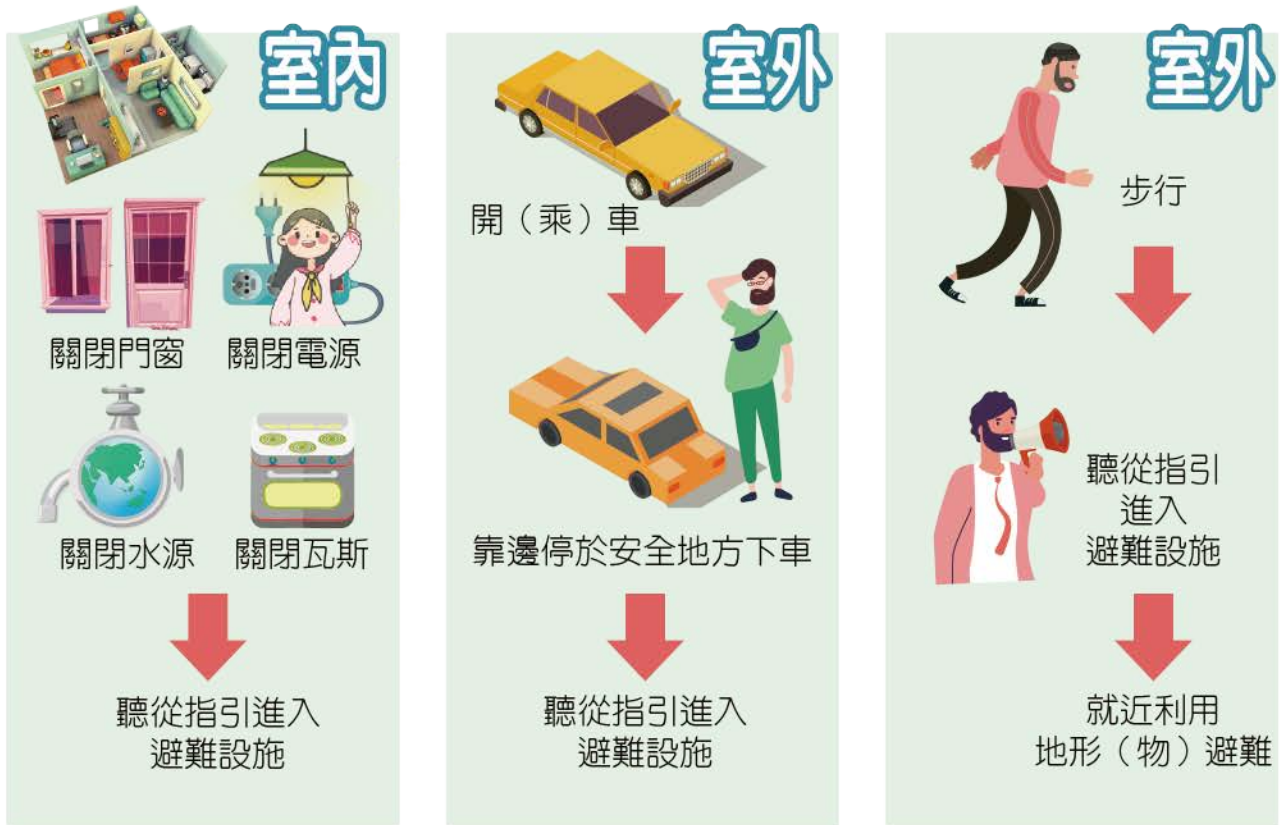 室內
關閉門窗
關閉電源
關閉水源
關閉瓦斯
聽從指引進入
避難設施
室外
開（乘）車
靠邊停於安全地方下車
聽從指引進入
避難設施
室外
步行
聽從指引
進入
避難設施
就近利用
地形（物）避難